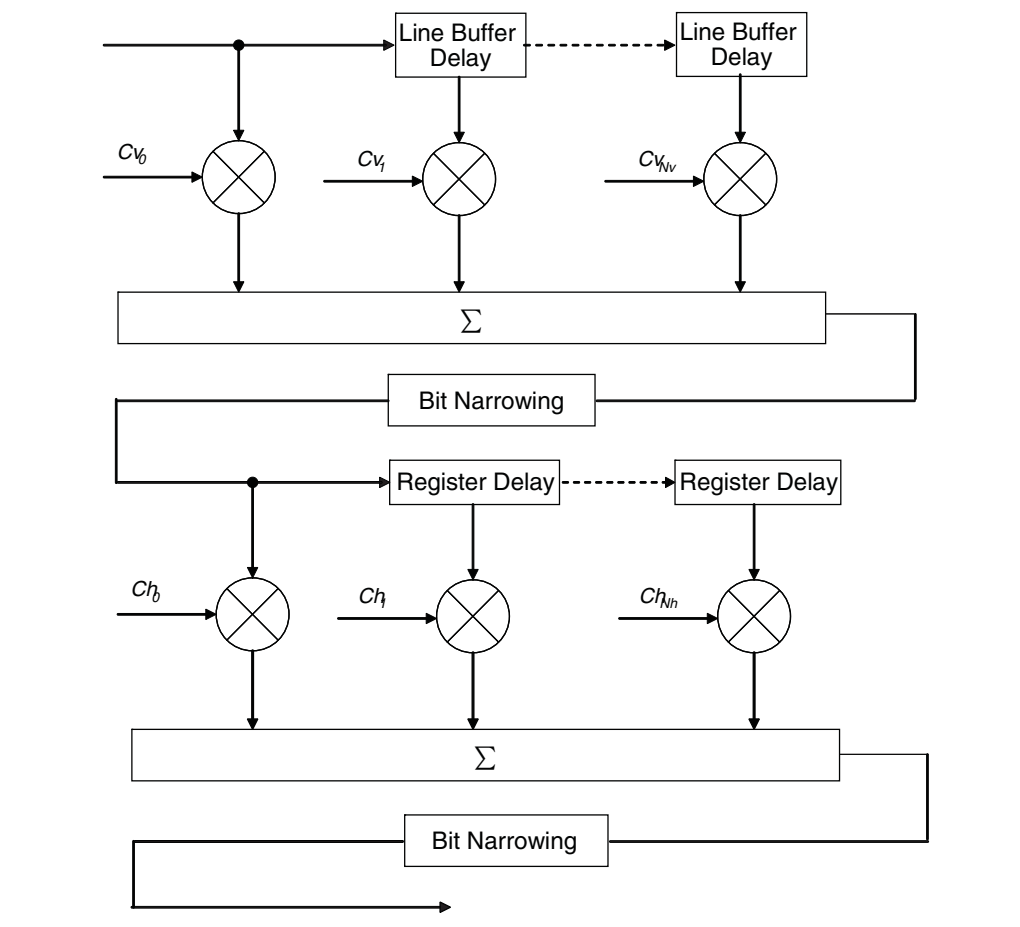 Line Buffer
Delay
Line Buffer
Delay
Cv0
Cv1
CvNv
Σ
Bit Narrowing
Register Delay
Register Delay
Ch0
Ch1
ChNh
Σ
Bit Narrowing